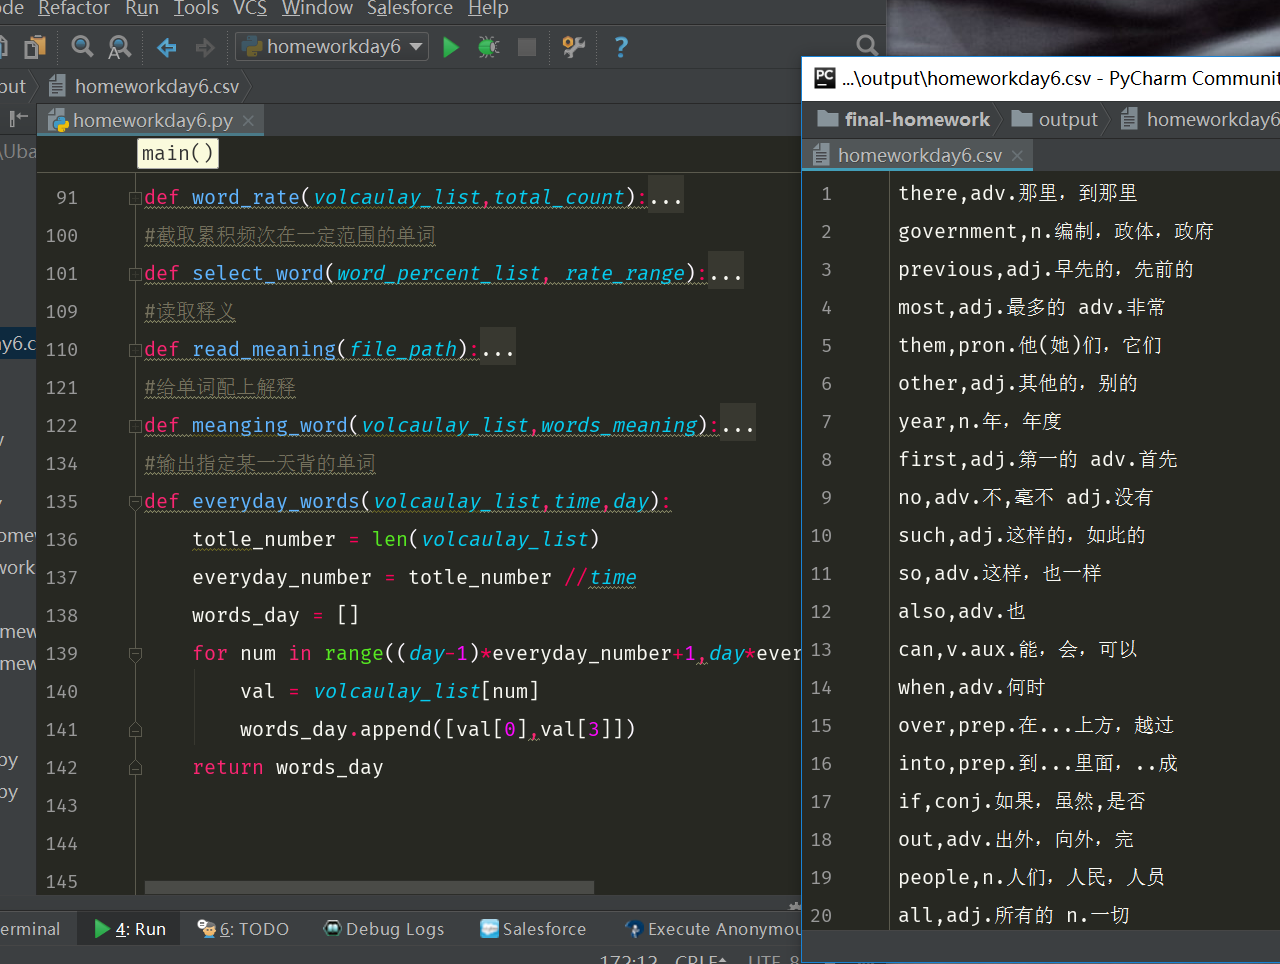 Refactor Run Tools VCS Window Salesforce Help
homeworkday6
homeworkday6.csv
homeworkday6.py
main()
91 def word_rate(volcaulay_list,total_count):...
100 #截取累积频次在一定范围的单词
101 def select_word(word_percent_list, rate_range):...
109 #读取释义
110 def read_meaning(file_path):...
121 #给单词配上解释
122 def meanging_word(volcaulay_list,words_meaning):...
134 #输出指定某一天背的单词
135 def everyday_words(volcaulay_list,time,day):
136 totle_number = len(volcaulay_list)
137 everyday_number = totle_number //time
138 words_day = []
139 for num in range((day-1)*everyday_number+1,day*ever
140 val = volcaulay_list[num]
141 words_day.append([val[0],val[3]])
142 return words_day
143
144
145
4: Run 6: TODO Debug Logs Salesforce Execute Anonymou
172:12 CRLF UTF-8
PC ...\output\homeworkday6.csv - PyCharm Communit
final-homework output homeworkday6
homeworkday6.csv
1 there,adv.那里，到那里
2 government,n.编制，政体，政府
3 previous,adj.早先的，先前的
4 most,adj.最多的 adv.非常
5 them,pron.他(她)们，它们
6 other,adj.其他的，别的
7 year,n.年，年度
8 first,adj.第一的 adv.首先
9 no,adv.不,毫不 adj.没有
10 such,adj.这样的，如此的
11 so,adv.这样，也一样
12 also,adv.也
13 can,v.aux.能，会，可以
14 when,adv.何时
15 over,prep.在...上方，越过
16 into,prep.到...里面，..成
17 if,conj.如果，虽然,是否
18 out,adv.出外，向外，完
19 people,n.人们，人民，人员
20 all,adj.所有的 n.一切